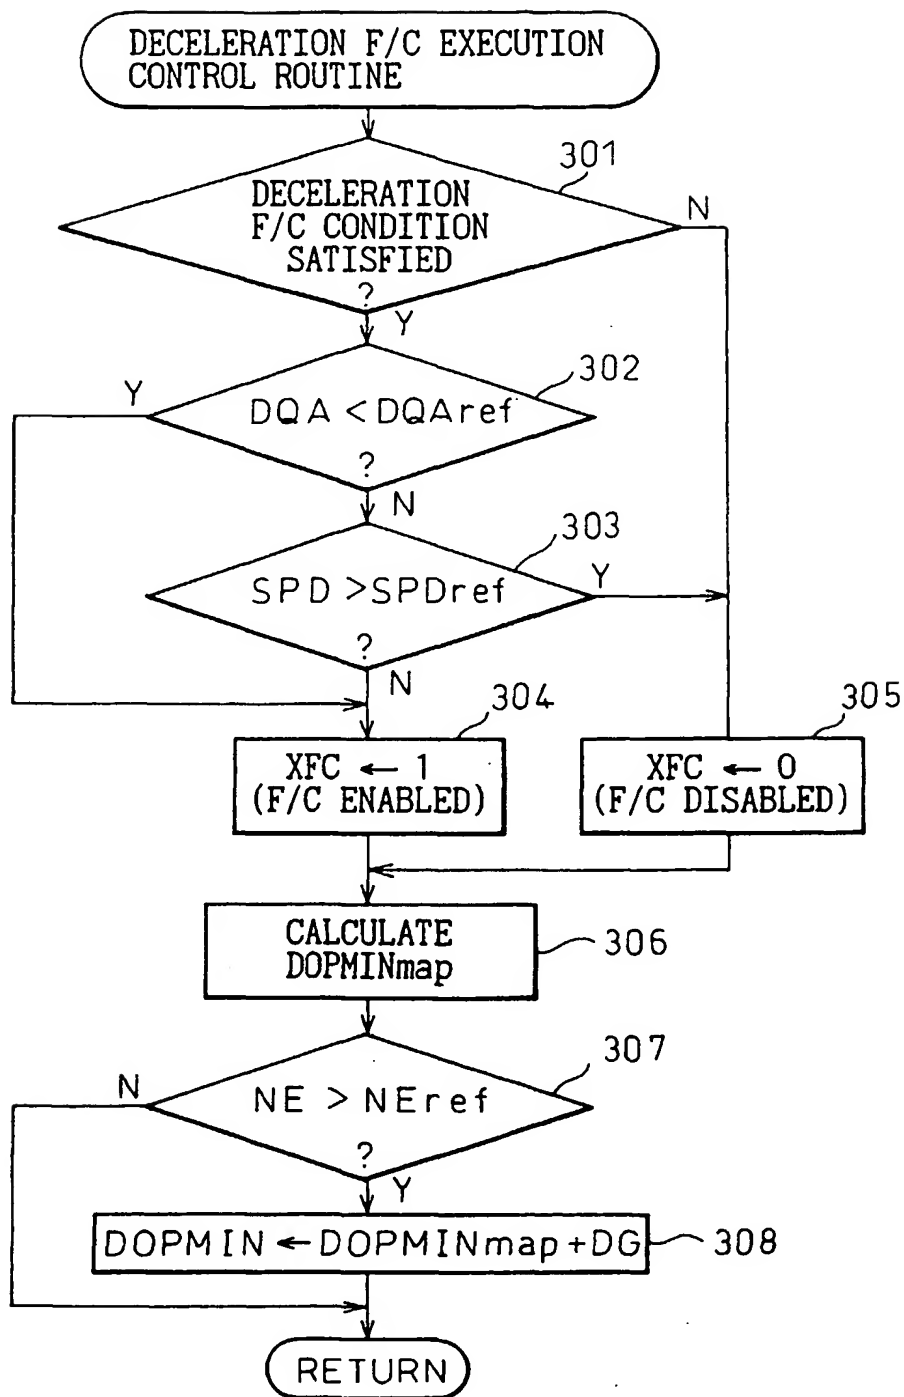 DECELERATION F/C EXECUTION
CONTROL ROUTINE
301
DECELERATION
F/C CONDITION
SATISFIED
?
N
Y
302
Y
DQA < DQAref
?
N
303
SPD > SPDref
Y
?
N
304
XFC ← 1
(F/C ENABLED)
305
XFC ← 0
(F/C DISABLED)
CALCULATE
DOPMINmap
306
307
N
NE > NEref
?
Y
DOPMIN ← DOPMINmap+DG
308
RETURN